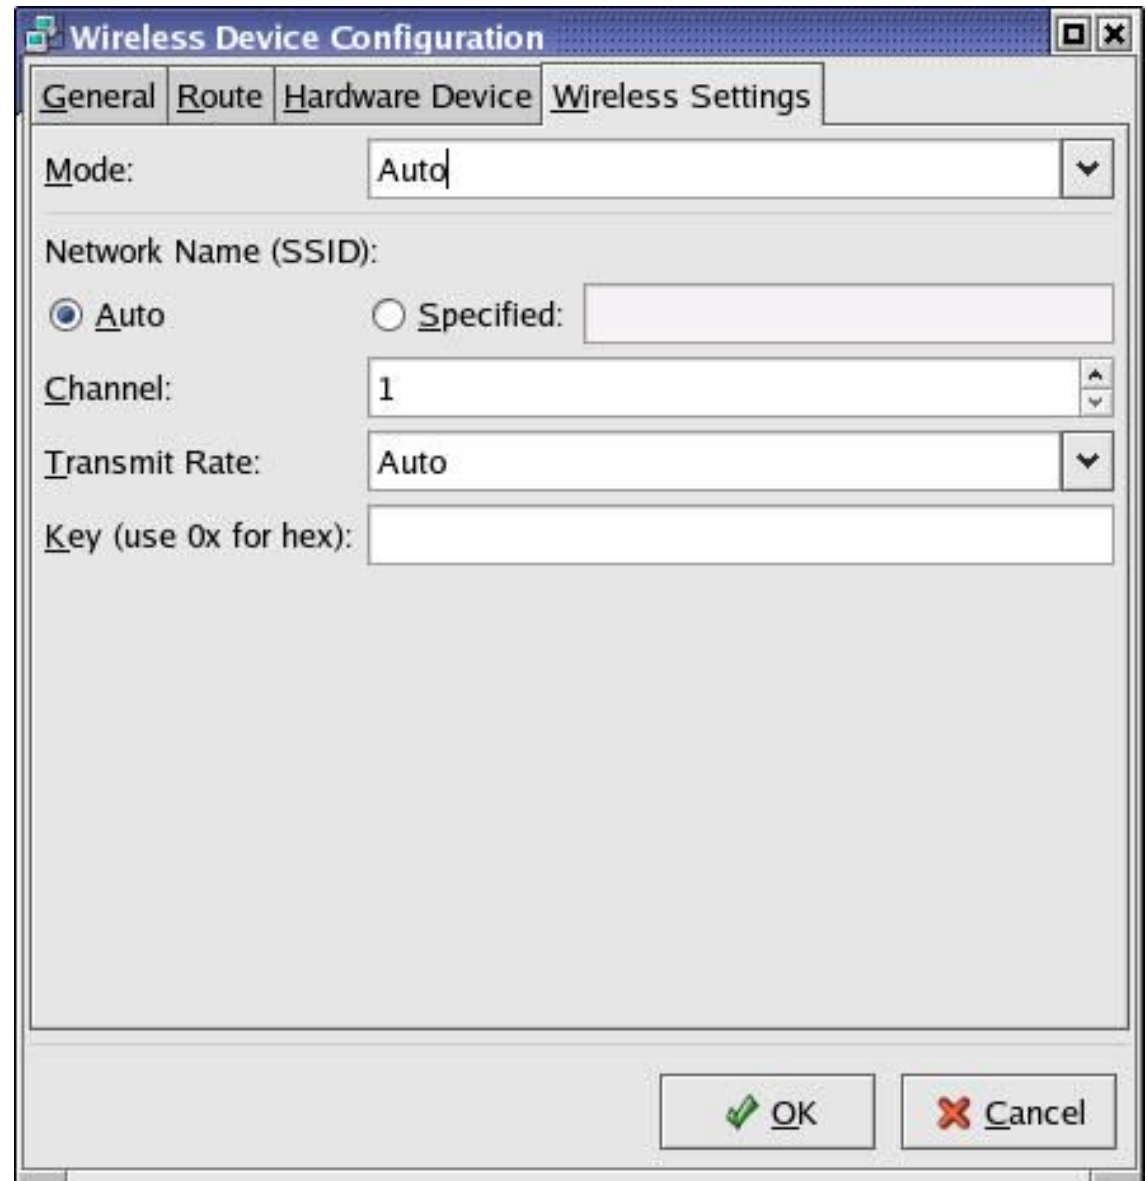 Wireless Device Configuration
General Route Hardware Device Wireless Settings
Mode: Auto
Network Name (SSID):
Auto Specified:
Channel: 1
Transmit Rate: Auto
Key (use 0x for hex):
OK Cancel